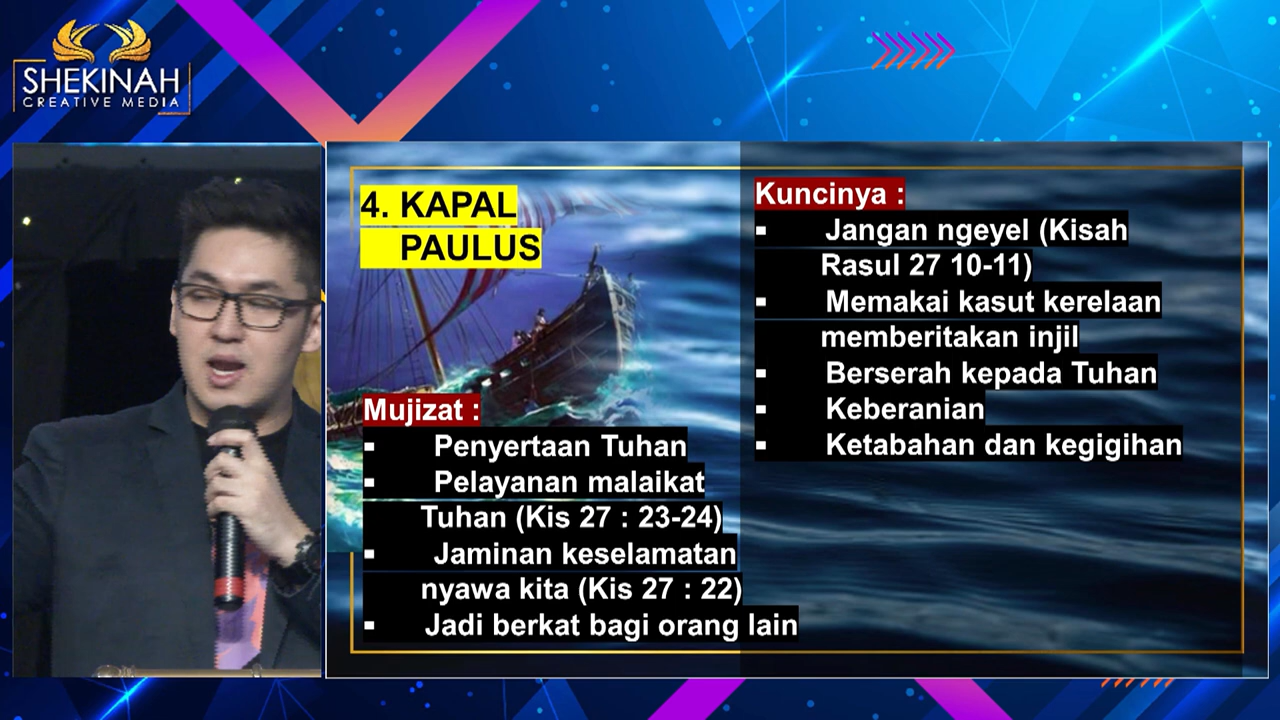 SHEKINAH
CREATIVE MEDIA
4. KAPAL
PAULUS
Mujizat :
▪ Penyertaan Tuhan
▪ Pelayanan malaikat
Tuhan (Kis 27 : 23-24)
▪ Jaminan keselamatan
nyawa kita (Kis 27 : 22)
▪ Jadi berkat bagi orang lain
Kuncinya :
▪ Jangan ngeyel (Kisah
Rasul 27 10-11)
▪ Memakai kasut kerelaan
memberitakan injil
▪ Berserah kepada Tuhan
▪ Keberanian
▪ Ketabahan dan kegigihan